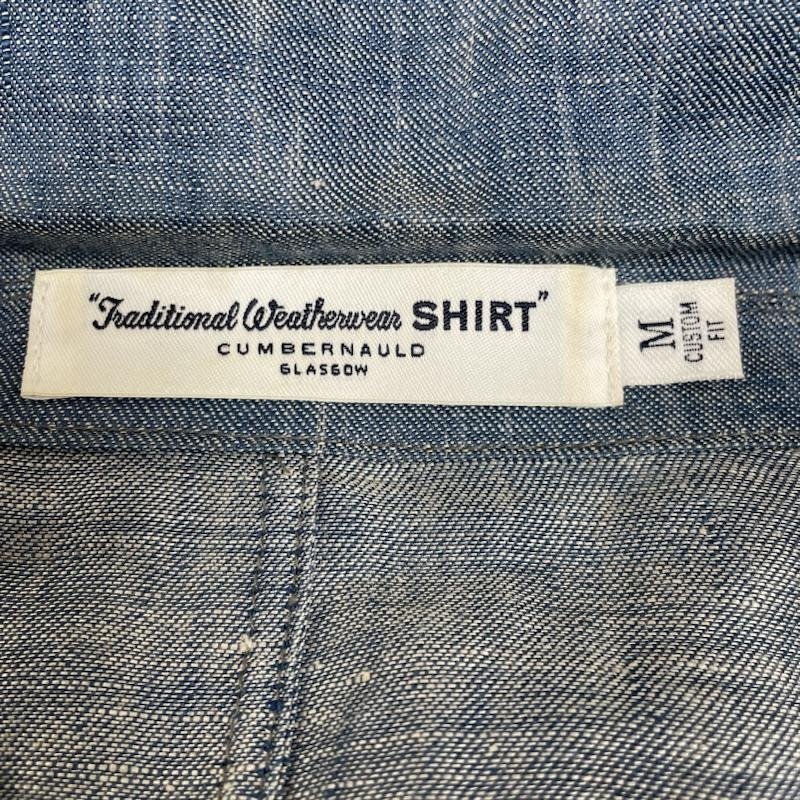 "Traditional Weatherwear SHIRT"
CUMBERNAULD
GLASGOW
M
CUSTOM
FIT